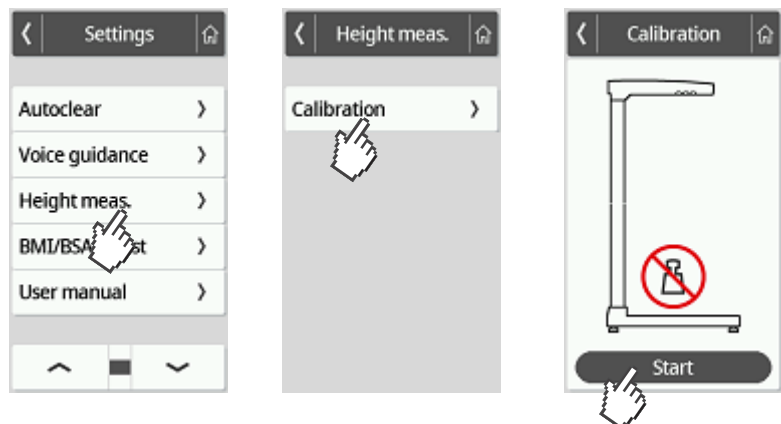 Settings
Autoclear
Voice guidance
Height meas.
User manual
Height meas.
Calibration
Calibration
Start